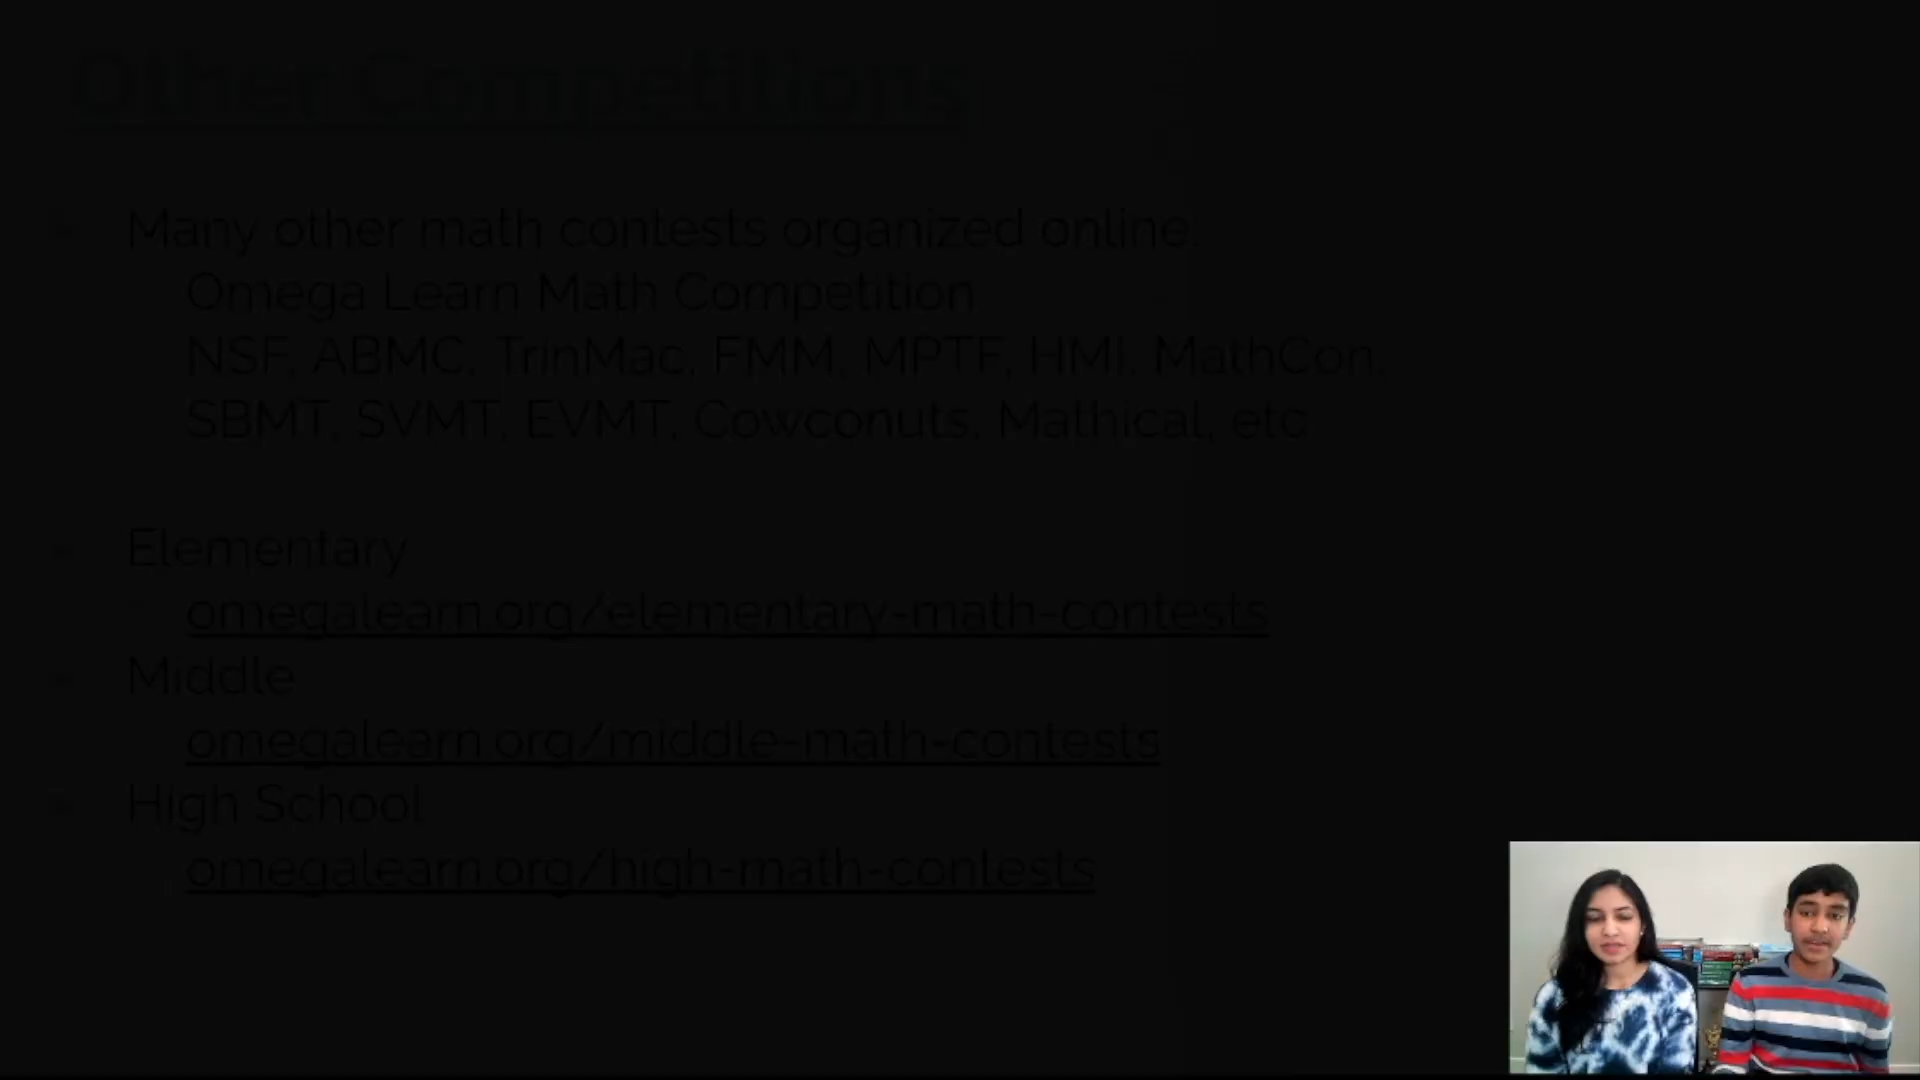 Other Competitions
Many other math contests organized online:
Omega Learn Math Competition
NSF, ABMC, TrinMac, FMM, MPTF, HMI, MathCon,
SBMT, SVMT, EVMT, Cowconuts, Mathical, etc
Elementary
omegalearn.org/elementary-math-contests
Middle
omegalearn.org/middle-math-contests
High School
omegalearn.org/high-math-contests